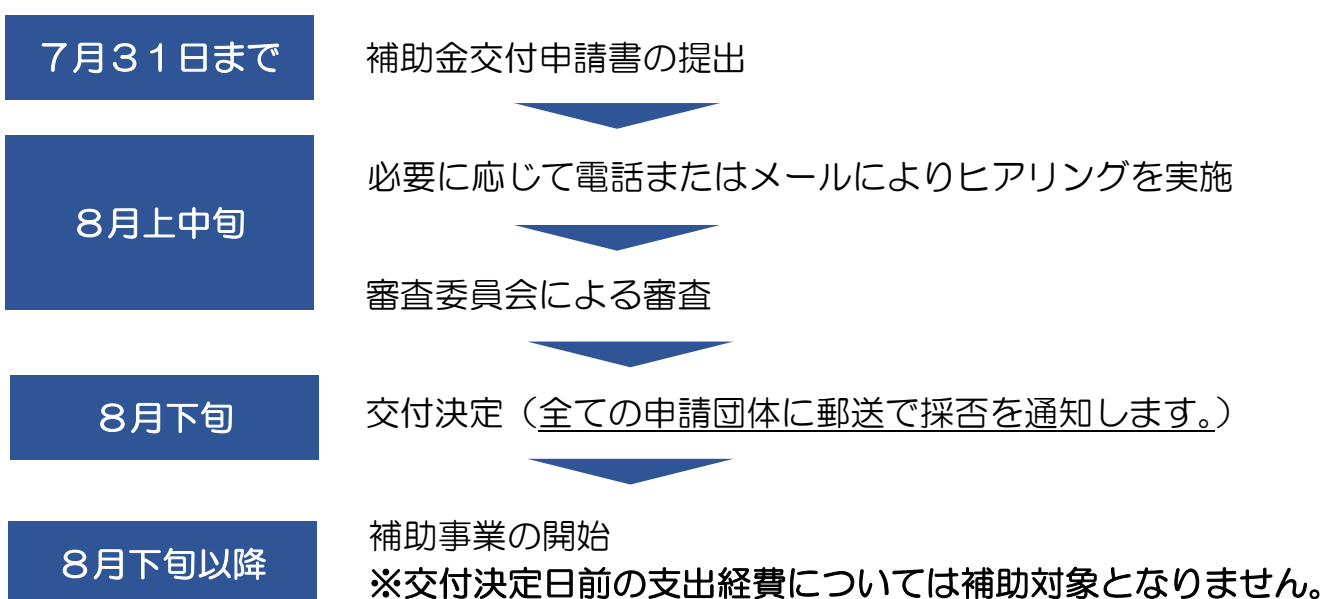 ７月３１日まで
補助金交付申請書の提出
８月上中旬
必要に応じて電話またはメールによりヒアリングを実施
審査委員会による審査
８月下旬
交付決定（全ての申請団体に郵送で採否を通知します。）
８月下旬以降
補助事業の開始
※交付決定日前の支出経費については補助対象となりません。